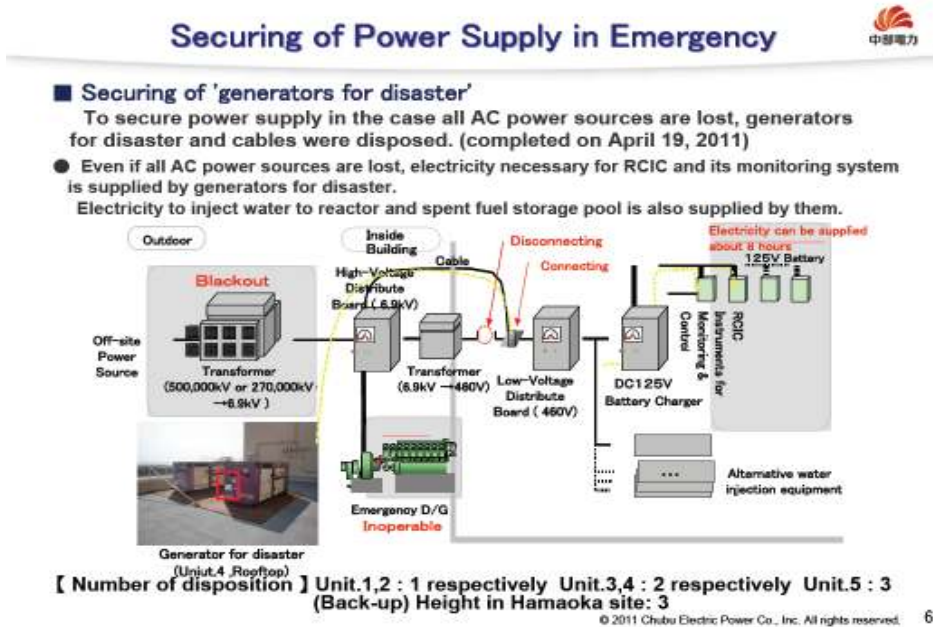 Securing of Power Supply in Emergency
中部電力
■ Securing of 'generators for disaster'
To secure power supply in the case all AC power sources are lost, generators
for disaster and cables were disposed. (completed on April 19, 2011)
● Even if all AC power sources are lost, electricity necessary for RCIC and its monitoring system
is supplied by generators for disaster.
Electricity to inject water to reactor and spent fuel storage pool is also supplied by them.
Outdoor
Inside
Building
Disconnecting
Connecting
Electricity can be supplied
about 8 hours
125V Battery
Cable
Blackout
High-Voltage
Distribute
Board ( 6.9kV)
Off-site
Power
Source
Transformer
(500,000kV or 270,000kV
→6.9kV )
Transformer
(6.9kV →460V)
Low-Voltage
Distribute
Board ( 460V)
DC125V
Battery Charger
RCIC
Instruments for
Monitoring &
Control
Emergency D/G
Inoperable
Alternative water
injection equipment
Generator for disaster
(Uniut.4 ,Rooftop)
【 Number of disposition 】 Unit.1,2 : 1 respectively Unit.3,4 : 2 respectively Unit.5 : 3
(Back-up) Height in Hamaoka site: 3
© 2011 Chubu Electric Power Co., Inc. All rights reserved.
6